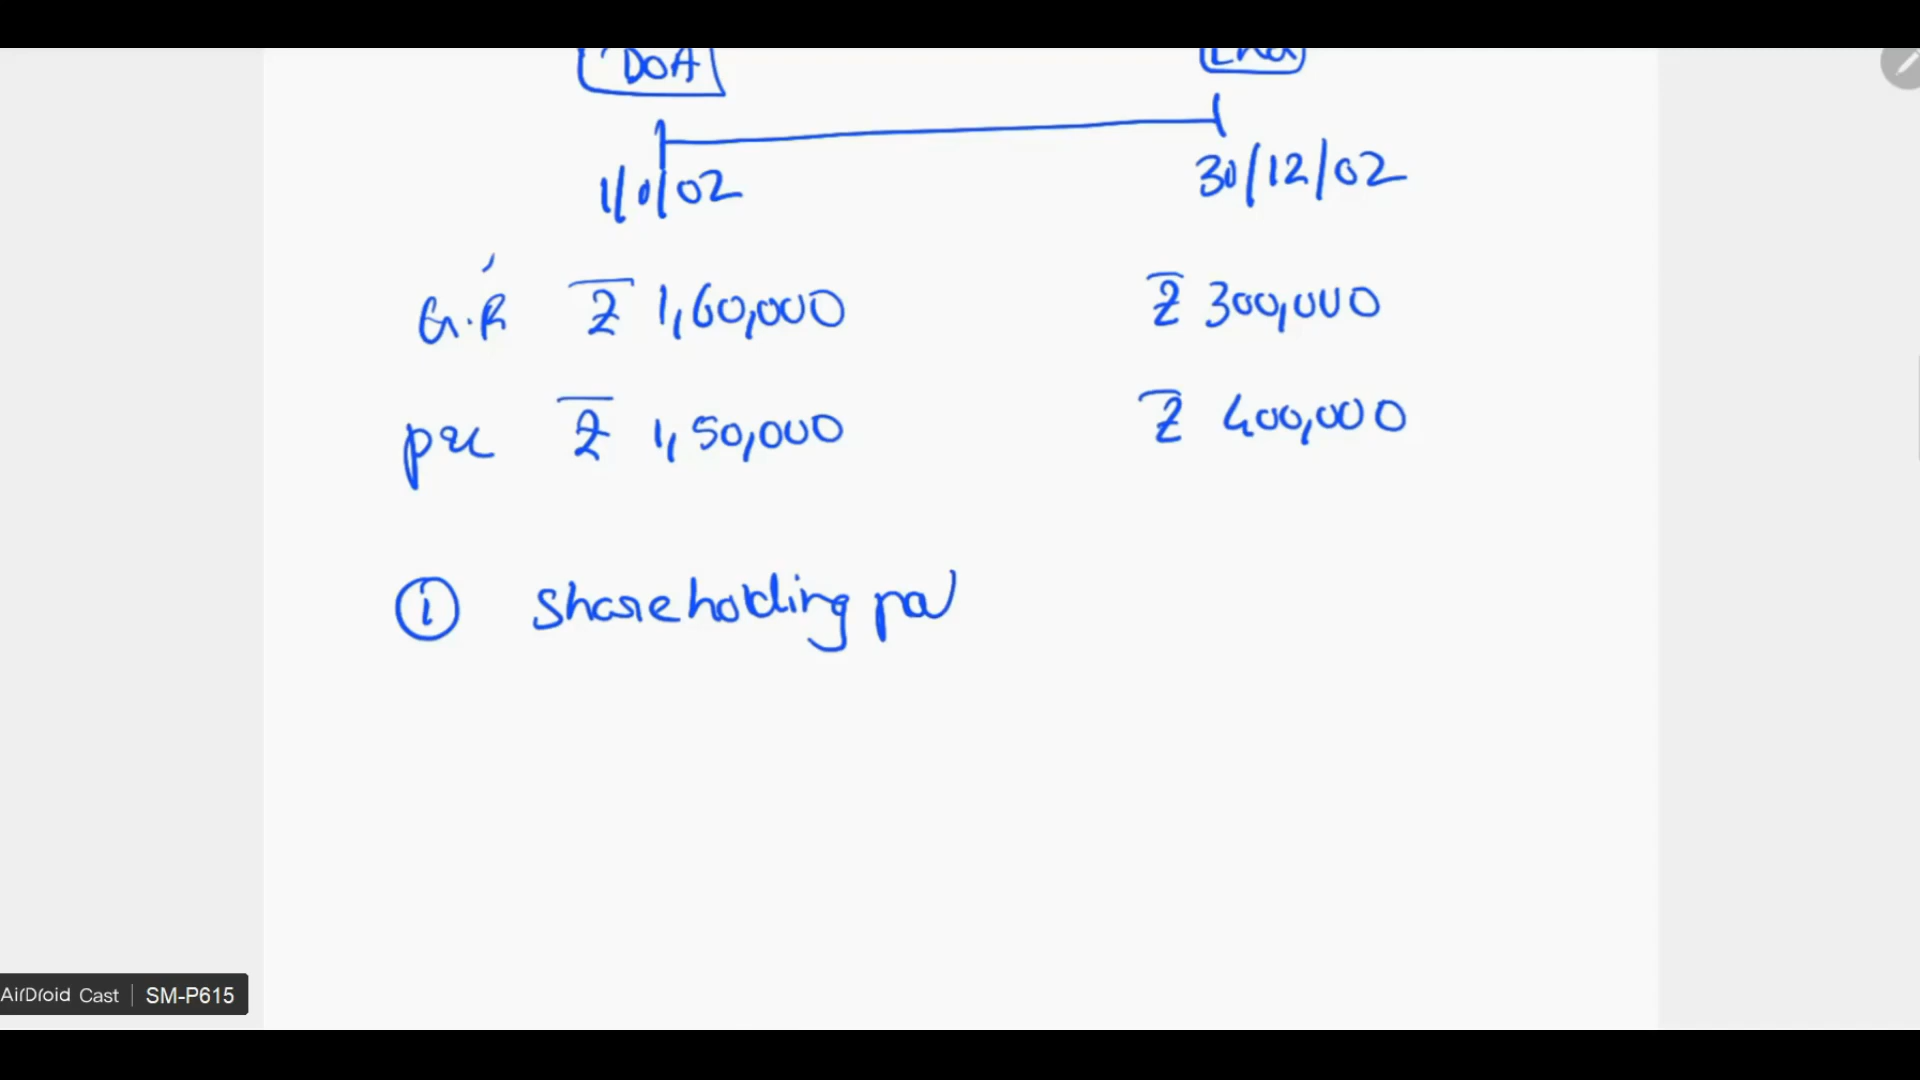 DOA
1/1/02 30/12/02
G.R ₹ 1,60,000 ₹ 300,000
P&L ₹ 1,50,000 ₹ 400,000
① Shareholding pa
AirDroid Cast | SM-P615